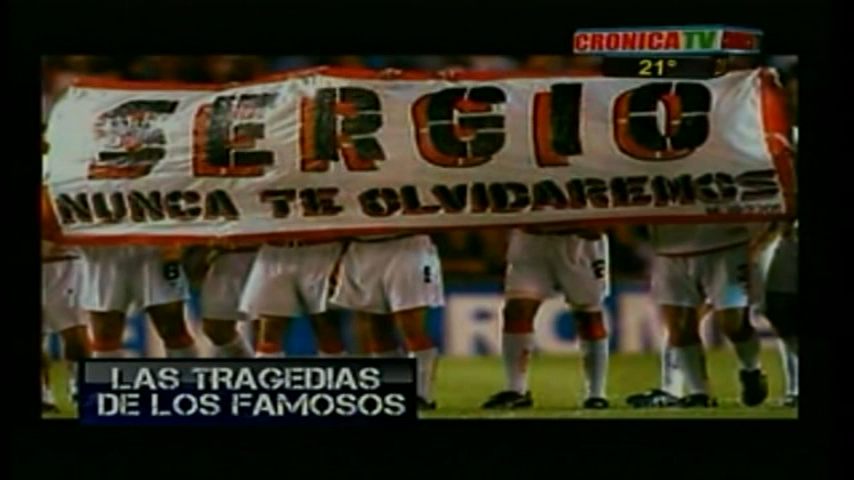 CRONICA TV
21°
SERGIO
NUNCA TE OLVIDAREMOS
LAS TRAGEDIAS
DE LOS FAMOSOS